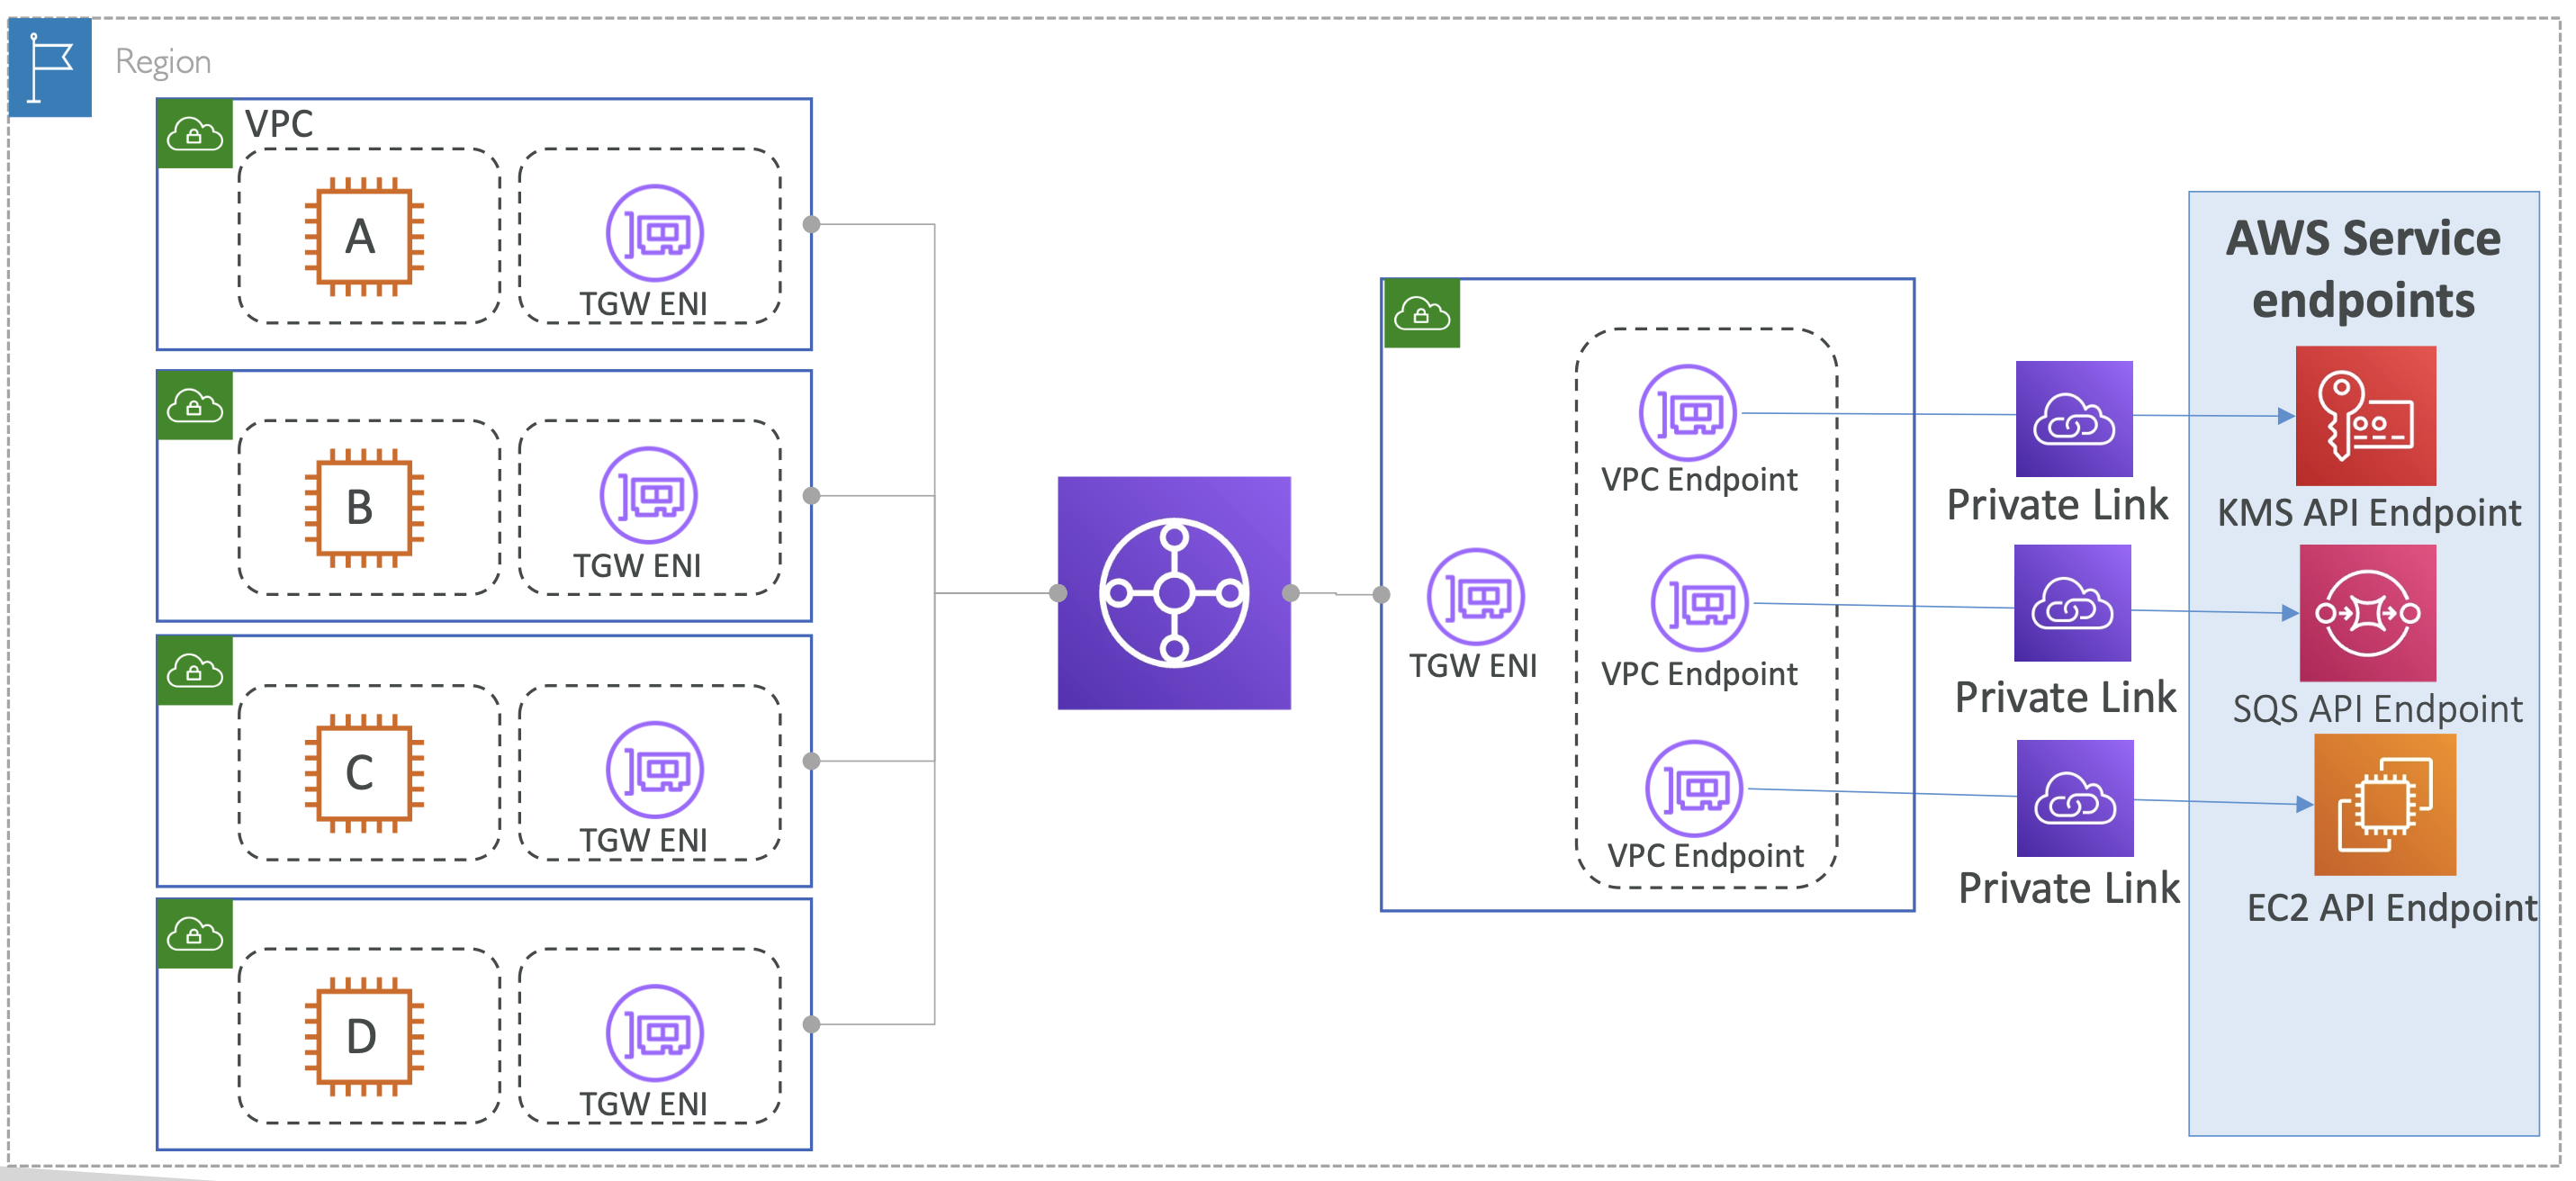 Region
VPC
A
TGW ENI
B
TGW ENI
C
TGW ENI
D
TGW ENI
TGW ENI
VPC Endpoint
VPC Endpoint
VPC Endpoint
Private Link
Private Link
Private Link
AWS Service
endpoints
KMS API Endpoint
SQS API Endpoint
EC2 API Endpoint